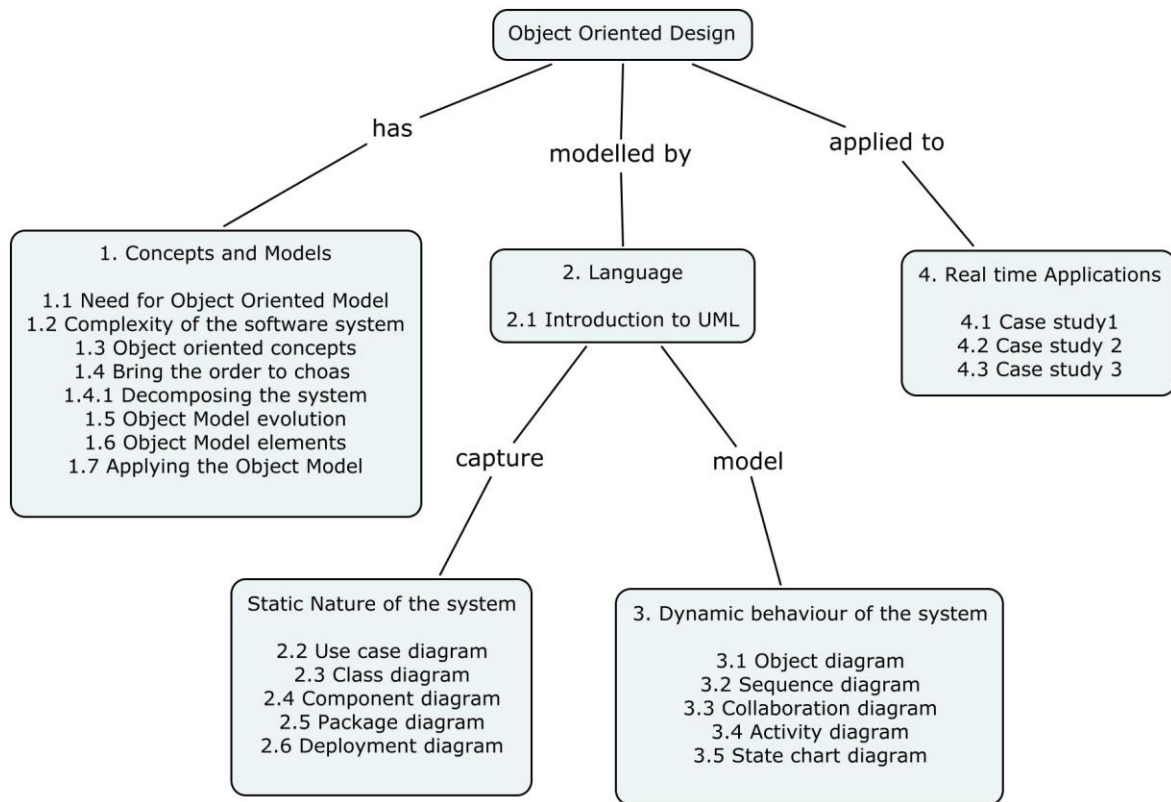 Object Oriented Design
has
modelled by
applied to
1. Concepts and Models
1.1 Need for Object Oriented Model
1.2 Complexity of the software system
1.3 Object oriented concepts
1.4 Bring the order to choas
1.4.1 Decomposing the system
1.5 Object Model evolution
1.6 Object Model elements
1.7 Applying the Object Model
2. Language
2.1 Introduction to UML
4. Real time Applications
4.1 Case study1
4.2 Case study 2
4.3 Case study 3
capture
model
Static Nature of the system
2.2 Use case diagram
2.3 Class diagram
2.4 Component diagram
2.5 Package diagram
2.6 Deployment diagram
3. Dynamic behaviour of the system
3.1 Object diagram
3.2 Sequence diagram
3.3 Collaboration diagram
3.4 Activity diagram
3.5 State chart diagram